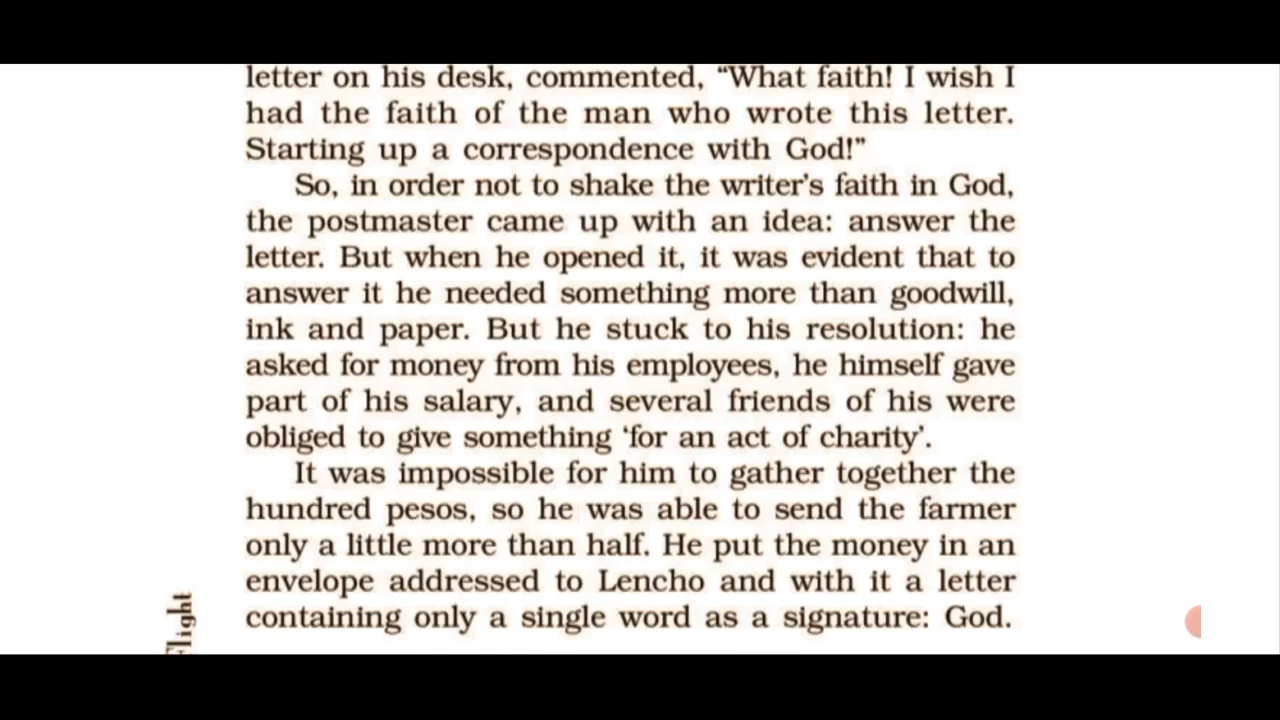 letter on his desk, commented, “What faith! I wish I
had the faith of the man who wrote this letter.
Starting up a correspondence with God!”
So, in order not to shake the writer’s faith in God,
the postmaster came up with an idea: answer the
letter. But when he opened it, it was evident that to
answer it he needed something more than goodwill,
ink and paper. But he stuck to his resolution: he
asked for money from his employees, he himself gave
part of his salary, and several friends of his were
obliged to give something ‘for an act of charity’.
It was impossible for him to gather together the
hundred pesos, so he was able to send the farmer
only a little more than half. He put the money in an
envelope addressed to Lencho and with it a letter
containing only a single word as a signature: God.
Flight